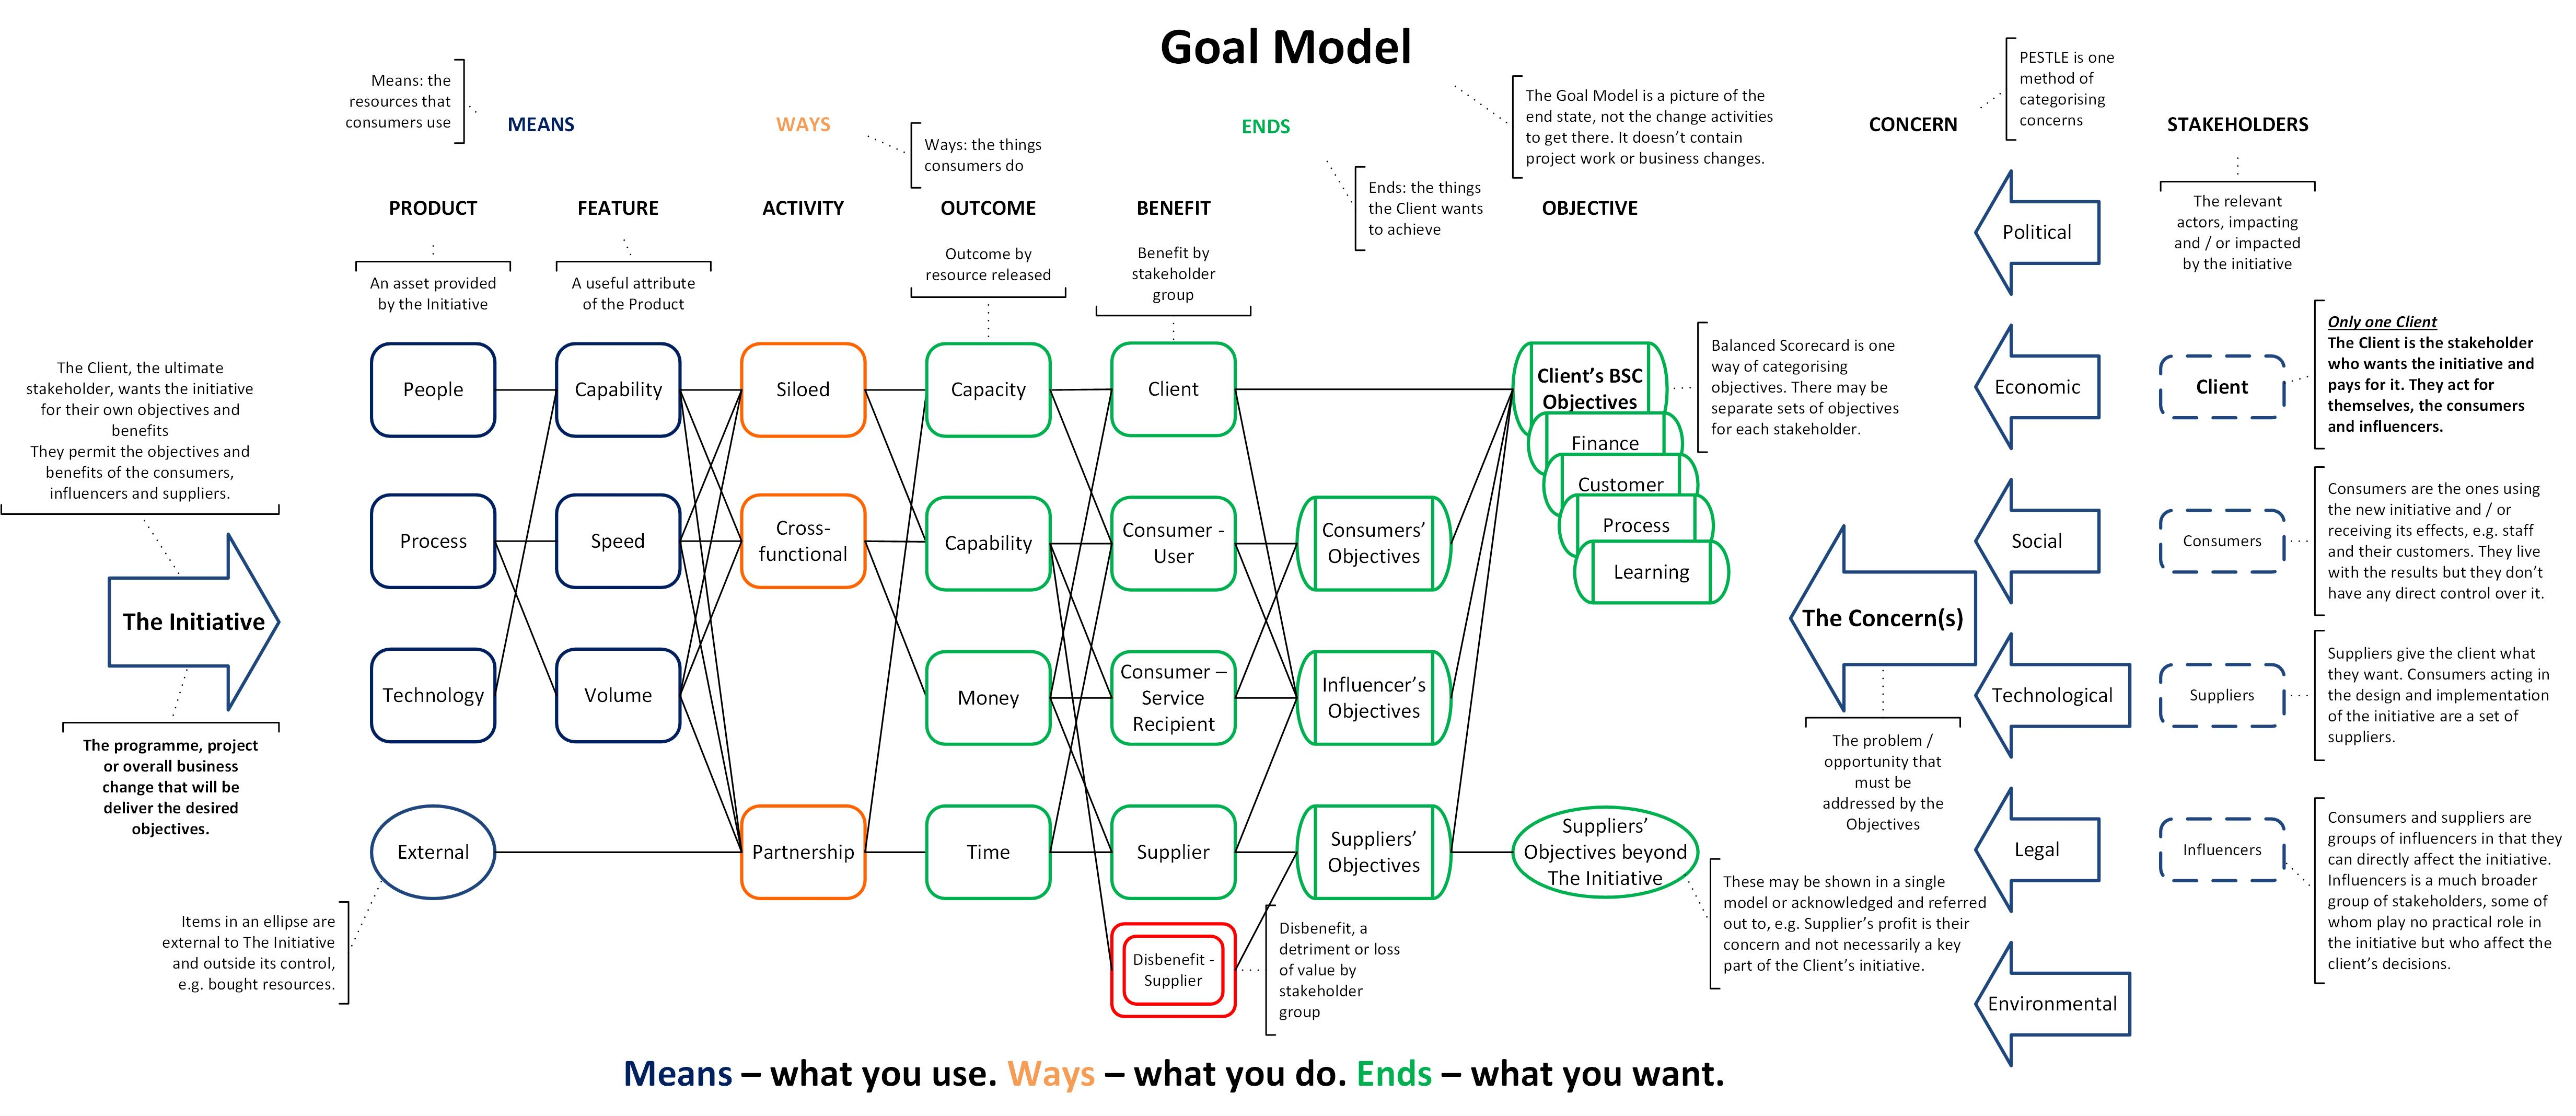 Goal Model
Means: the
resources that
consumers use
MEANS
WAYS
Ways: the things
consumers do
ENDS
Ends: the things
the Client wants
to achieve
The Goal Model is a picture of the
end state, not the change activities
to get there. It doesn’t contain
project work or business changes.
CONCERN
PESTLE is one
method of
categorising
concerns
STAKEHOLDERS
The relevant
actors, impacting
and / or impacted
by the initiative
PRODUCT
FEATURE
ACTIVITY
OUTCOME
BENEFIT
OBJECTIVE
An asset provided
by the Initiative
A useful attribute
of the Product
Outcome by
resource released
Benefit by
stakeholder
group
The Client, the ultimate
stakeholder, wants the initiative
for their own objectives and
benefits
They permit the objectives and
benefits of the consumers,
influencers and suppliers.
The Initiative
The programme, project
or overall business
change that will be
deliver the desired
objectives.
People
Process
Technology
External
Items in an ellipse are
external to The Initiative
and outside its control,
e.g. bought resources.
Capability
Speed
Volume
Siloed
Cross-
functional
Partnership
Capacity
Capability
Money
Time
Client
Consumer -
User
Consumer –
Service
Recipient
Supplier
Disbenefit -
Supplier
Disbenefit, a
detriment or loss
of value by
stakeholder
group
Consumers’
Objectives
Influencer’s
Objectives
Suppliers’
Objectives
Client’s BSC
Objectives
Finance
Customer
Process
Learning
Balanced Scorecard is one
way of categorising
objectives. There may be
separate sets of objectives
for each stakeholder.
Suppliers’
Objectives beyond
The Initiative
These may be shown in a single
model or acknowledged and referred
out to, e.g. Supplier’s profit is their
concern and not necessarily a key
part of the Client’s initiative.
The Concern(s)
The problem /
opportunity that
must be
addressed by the
Objectives
Political
Economic
Social
Technological
Legal
Environmental
Client
Only one Client
The Client is the stakeholder
who wants the initiative and
pays for it. They act for
themselves, the consumers
and influencers.
Consumers
Consumers are the ones using
the new initiative and / or
receiving its effects, e.g. staff
and their customers. They live
with the results but they don’t
have any direct control over it.
Suppliers
Suppliers give the client what
they want. Consumers acting in
the design and implementation
of the initiative are a set of
suppliers.
Influencers
Consumers and suppliers are
groups of influencers in that they
can directly affect the initiative.
Influencers is a much broader
group of stakeholders, some of
whom play no practical role in
the initiative but who affect the
client’s decisions.
Means – what you use. Ways – what you do. Ends – what you want.